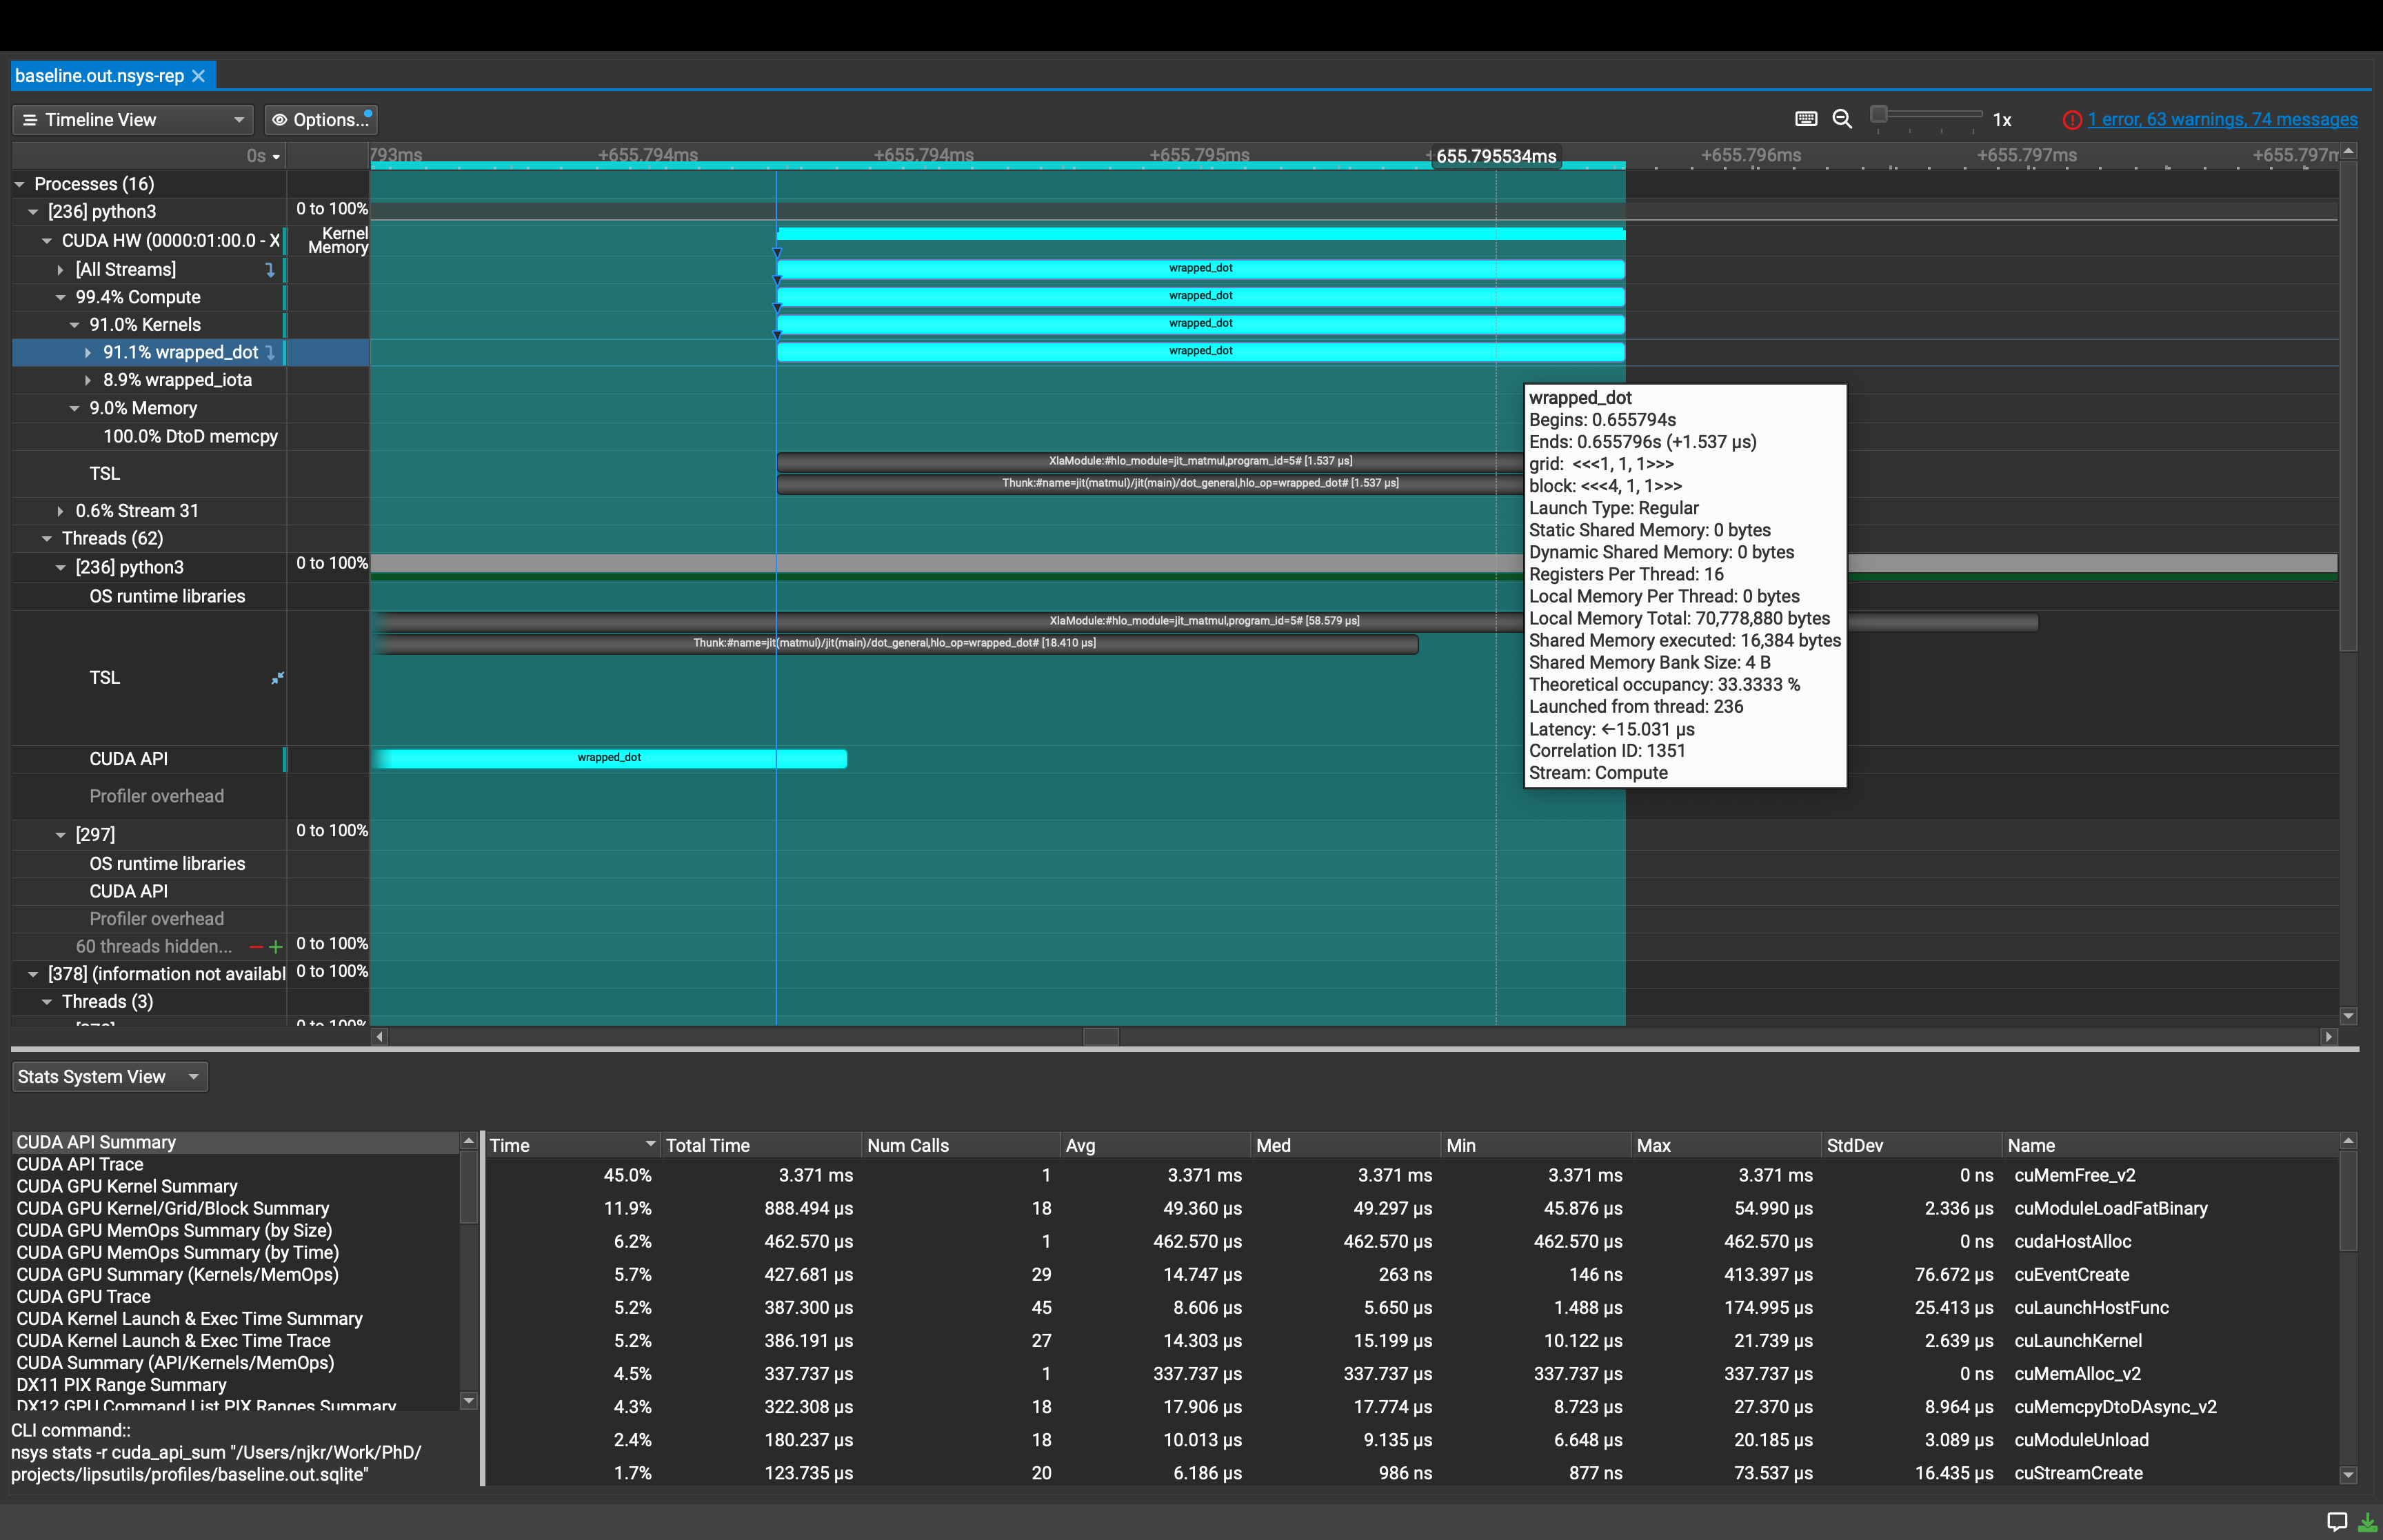 baseline.out.nsys-rep
Timeline View
Options...
1x
1 error, 63 warnings, 74 messages
0s
793ms
+655.794ms
+655.794ms
+655.795ms
655.795534ms
+655.796ms
+655.797ms
Processes (16)
[236] python3
0 to 100%
CUDA HW (0000:01:00.0 - X
Kernel
Memory
[All Streams]
wrapped_dot
99.4% Compute
wrapped_dot
91.0% Kernels
wrapped_dot
91.1% wrapped_dot
wrapped_dot
8.9% wrapped_iota
9.0% Memory
100.0% DtoD memcpy
TSL
XlaModule:#hlo_module=jit_matmul,program_id=5# [1.537 µs]
Thunk:#name=jit(matmul)/jit(main)/dot_general,hlo_op=wrapped_dot# [1.537 µs]
0.6% Stream 31
Threads (62)
[236] python3
0 to 100%
OS runtime libraries
TSL
XlaModule:#hlo_module=jit_matmul,program_id=5# [58.579 µs]
Thunk:#name=jit(matmul)/jit(main)/dot_general,hlo_op=wrapped_dot# [18.410 µs]
CUDA API
wrapped_dot
Profiler overhead
[297]
0 to 100%
OS runtime libraries
CUDA API
Profiler overhead
60 threads hidden...
0 to 100%
[378] (information not availabl
0 to 100%
Threads (3)
wrapped_dot
Begins: 0.655794s
Ends: 0.655796s (+1.537 µs)
grid: <<<1, 1, 1>>>
block: <<<4, 1, 1>>>
Launch Type: Regular
Static Shared Memory: 0 bytes
Dynamic Shared Memory: 0 bytes
Registers Per Thread: 16
Local Memory Per Thread: 0 bytes
Local Memory Total: 70,778,880 bytes
Shared Memory executed: 16,384 bytes
Shared Memory Bank Size: 4 B
Theoretical occupancy: 33.3333 %
Launched from thread: 236
Latency: ←15.031 µs
Correlation ID: 1351
Stream: Compute
Stats System View
CUDA API Summary
CUDA API Trace
CUDA GPU Kernel Summary
CUDA GPU Kernel/Grid/Block Summary
CUDA GPU MemOps Summary (by Size)
CUDA GPU MemOps Summary (by Time)
CUDA GPU Summary (Kernels/MemOps)
CUDA GPU Trace
CUDA Kernel Launch & Exec Time Summary
CUDA Kernel Launch & Exec Time Trace
CUDA Summary (API/Kernels/MemOps)
DX11 PIX Range Summary
DX12 GPU Command List PIX Ranges Summary
CLI command::
nsys stats -r cuda_api_sum "/Users/njkr/Work/PhD/
projects/lipsutils/profiles/baseline.out.sqlite"
Time Total Time Num Calls Avg Med Min Max StdDev Name
45.0% 3.371 ms 1 3.371 ms 3.371 ms 3.371 ms 3.371 ms 0 ns cuMemFree_v2
11.9% 888.494 µs 18 49.360 µs 49.297 µs 45.876 µs 54.990 µs 2.336 µs cuModuleLoadFatBinary
6.2% 462.570 µs 1 462.570 µs 462.570 µs 462.570 µs 462.570 µs 0 ns cudaHostAlloc
5.7% 427.681 µs 29 14.747 µs 263 ns 146 ns 413.397 µs 76.672 µs cuEventCreate
5.2% 387.300 µs 45 8.606 µs 5.650 µs 1.488 µs 174.995 µs 25.413 µs cuLaunchHostFunc
5.2% 386.191 µs 27 14.303 µs 15.199 µs 10.122 µs 21.739 µs 2.639 µs cuLaunchKernel
4.5% 337.737 µs 1 337.737 µs 337.737 µs 337.737 µs 337.737 µs 0 ns cuMemAlloc_v2
4.3% 322.308 µs 18 17.906 µs 17.774 µs 8.723 µs 27.370 µs 8.964 µs cuMemcpyDtoDAsync_v2
2.4% 180.237 µs 18 10.013 µs 9.135 µs 6.648 µs 20.185 µs 3.089 µs cuModuleUnload
1.7% 123.735 µs 20 6.186 µs 986 ns 877 ns 73.537 µs 16.435 µs cuStreamCreate